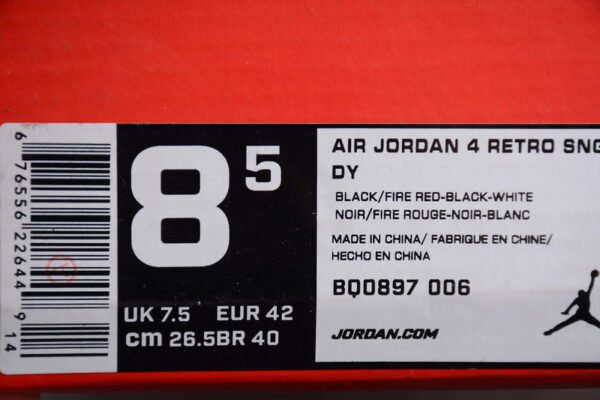 6 76556 22644 9 14
8 5
UK 7.5 EUR 42
cm 26.5BR 40
AIR JORDAN 4 RETRO SNG
DY
BLACK/FIRE RED-BLACK-WHITE
NOIR/FIRE ROUGE-NOIR-BLANC
MADE IN CHINA/ FABRIQUE EN CHINE/
HECHO EN CHINA
BQ0897 006
JORDAN.COM